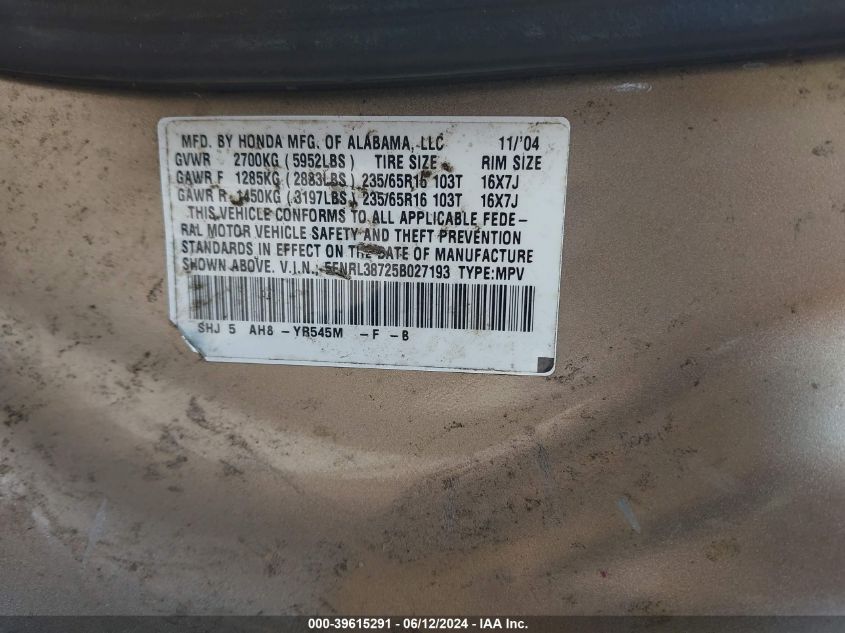 MFD. BY HONDA MFG. OF ALABAMA, LLC 11/'04
GVWR 2700KG (5952LBS) TIRE SIZE RIM SIZE
GAWR F 1285KG (2883LBS) 235/65R16 103T 16X7J
GAWR R 1450KG (3197LBS) 235/65R16 103T 16X7J
THIS VEHICLE CONFORMS TO ALL APPLICABLE FEDE-
RAL MOTOR VEHICLE SAFETY AND THEFT PREVENTION
STANDARDS IN EFFECT ON THE DATE OF MANUFACTURE
SHOWN ABOVE. V.I.N.: 5FNRL38725B027193 TYPE:MPV
SHJ 5 AH8 -YR545M -F -B
000-39615291 - 06/12/2024 - IAA Inc.